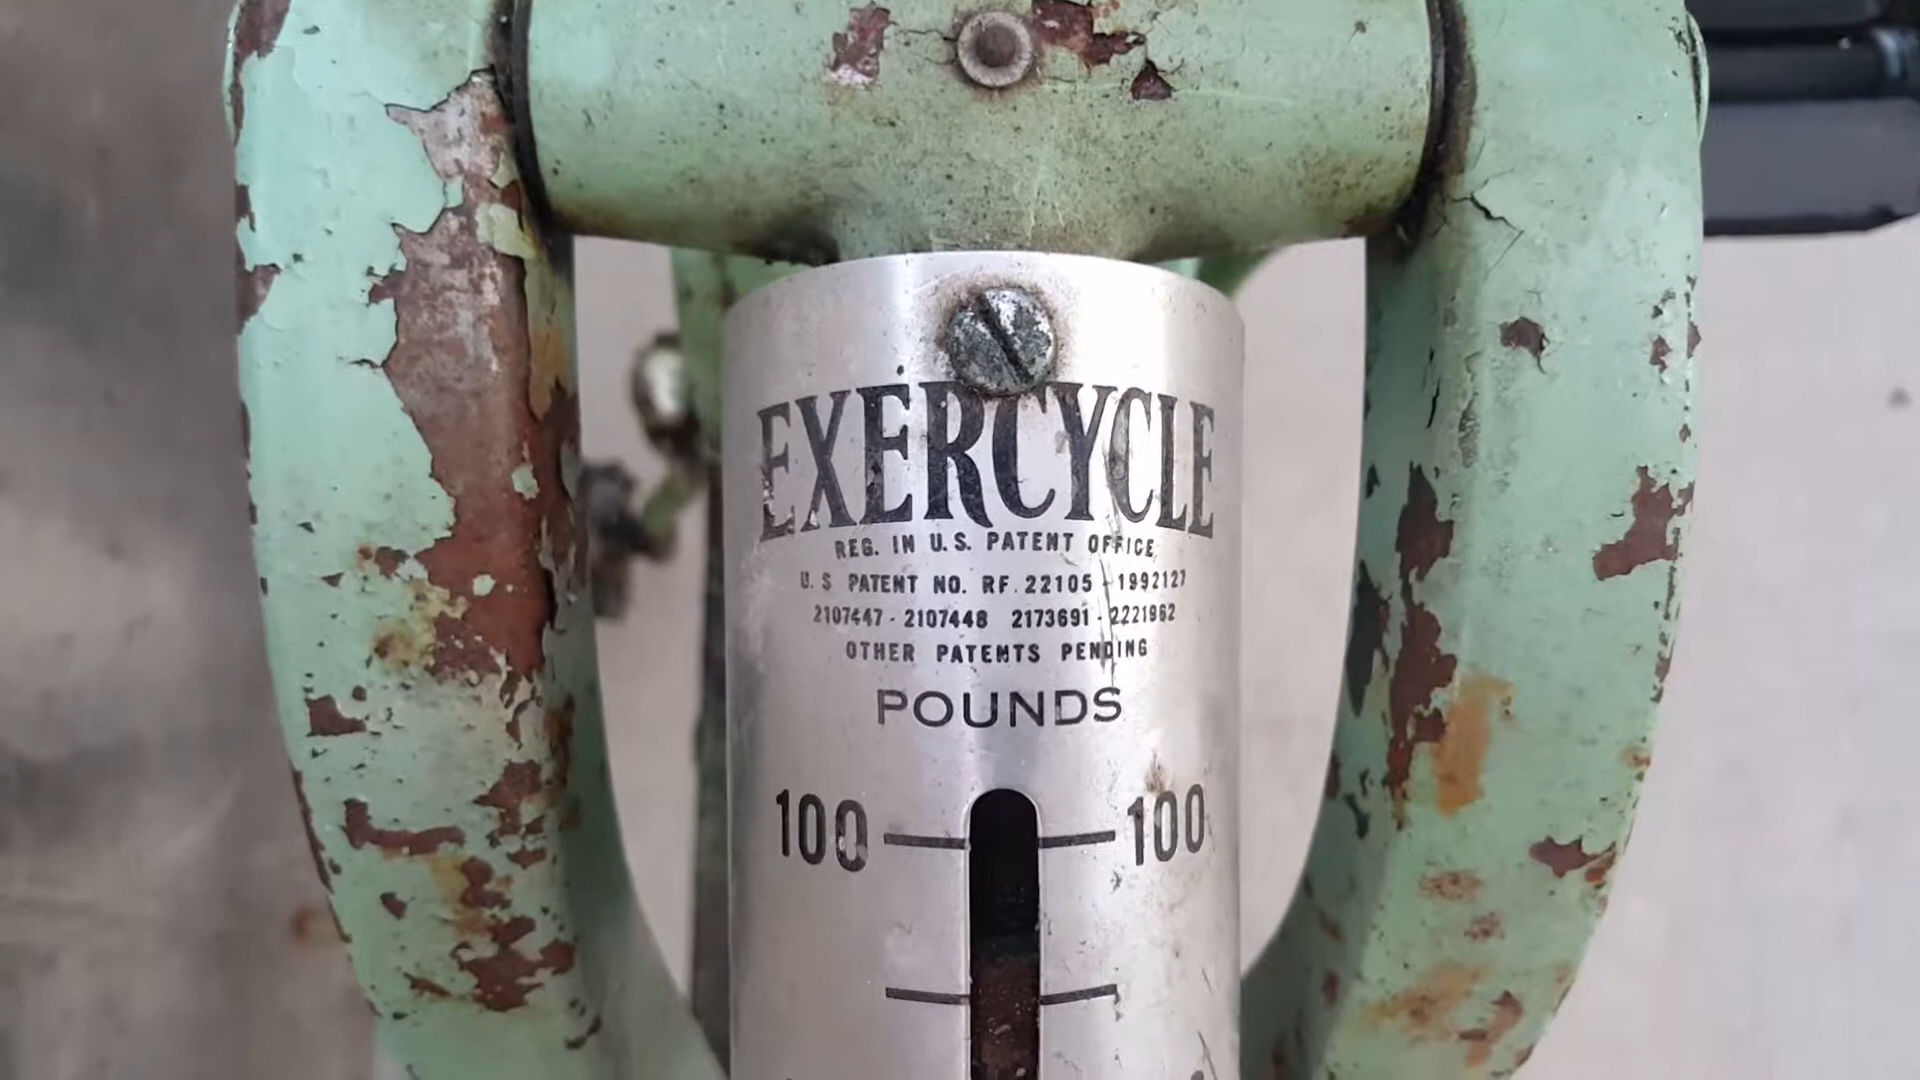 EXERCYCLE
REG. IN U.S. PATENT OFFICE
U. S PATENT NO. RF. 22105 - 1992127
2107447 - 2107448 2173691 - 2221962
OTHER PATENTS PENDING
POUNDS
100 100